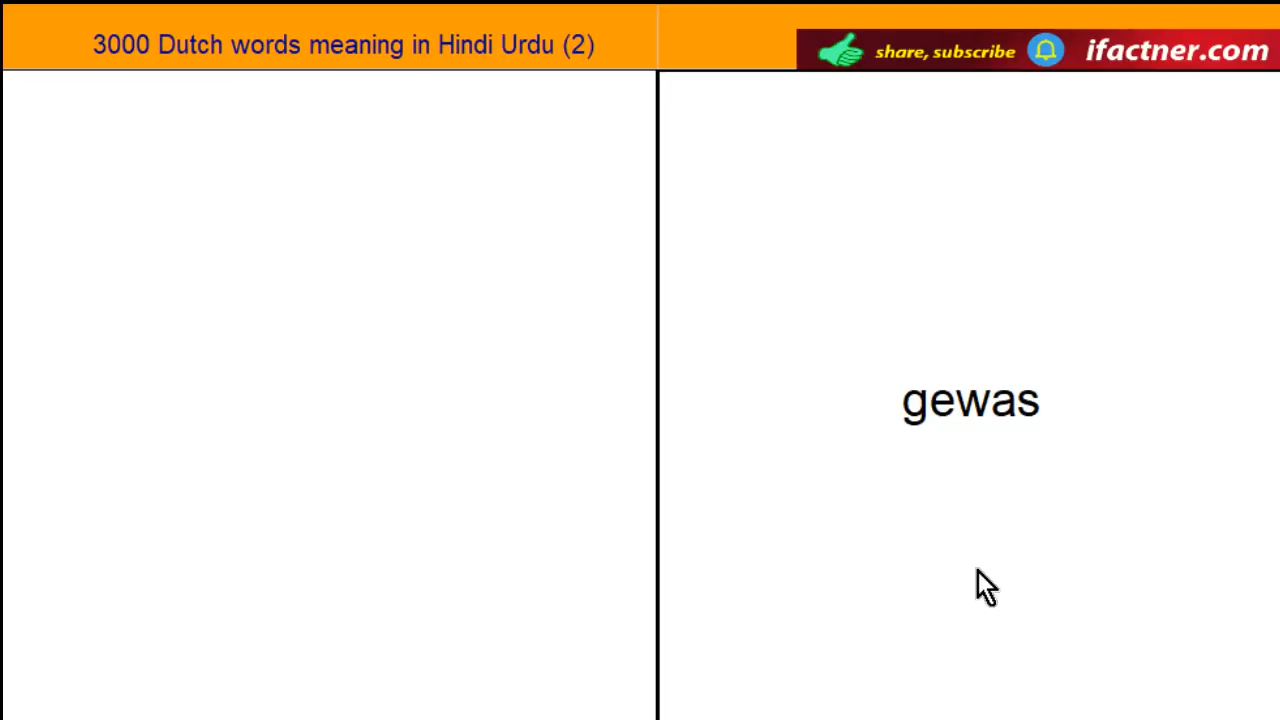 3000 Dutch words meaning in Hindi Urdu (2)
share, subscribe
ifactner.com
gewas